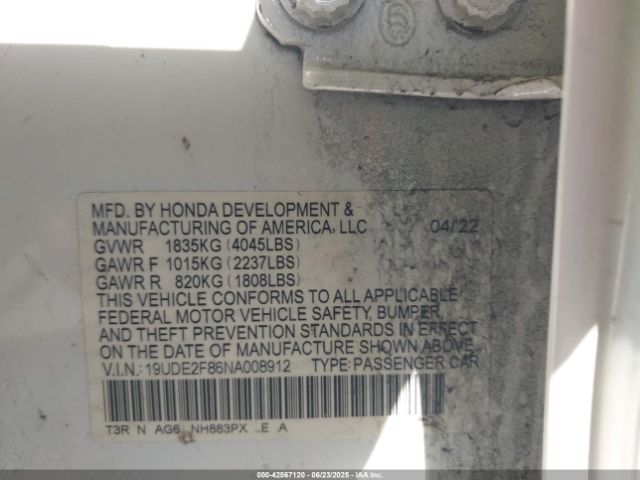 MFD. BY HONDA DEVELOPMENT &
MANUFACTURING OF AMERICA, LLC 04/'22
GVWR 1835KG (4045LBS)
GAWR F 1015KG (2237LBS)
GAWR R 820KG (1808LBS)
THIS VEHICLE CONFORMS TO ALL APPLICABLE
FEDERAL MOTOR VEHICLE SAFETY, BUMPER,
AND THEFT PREVENTION STANDARDS IN EFFECT
ON THE DATE OF MANUFACTURE SHOWN ABOVE.
V.I.N.: 19UDE2F86NA008912 TYPE: PASSENGER CAR
T3R N AG6 NH883PX E A
000-42567120 06/23/2025 - IAAI.com